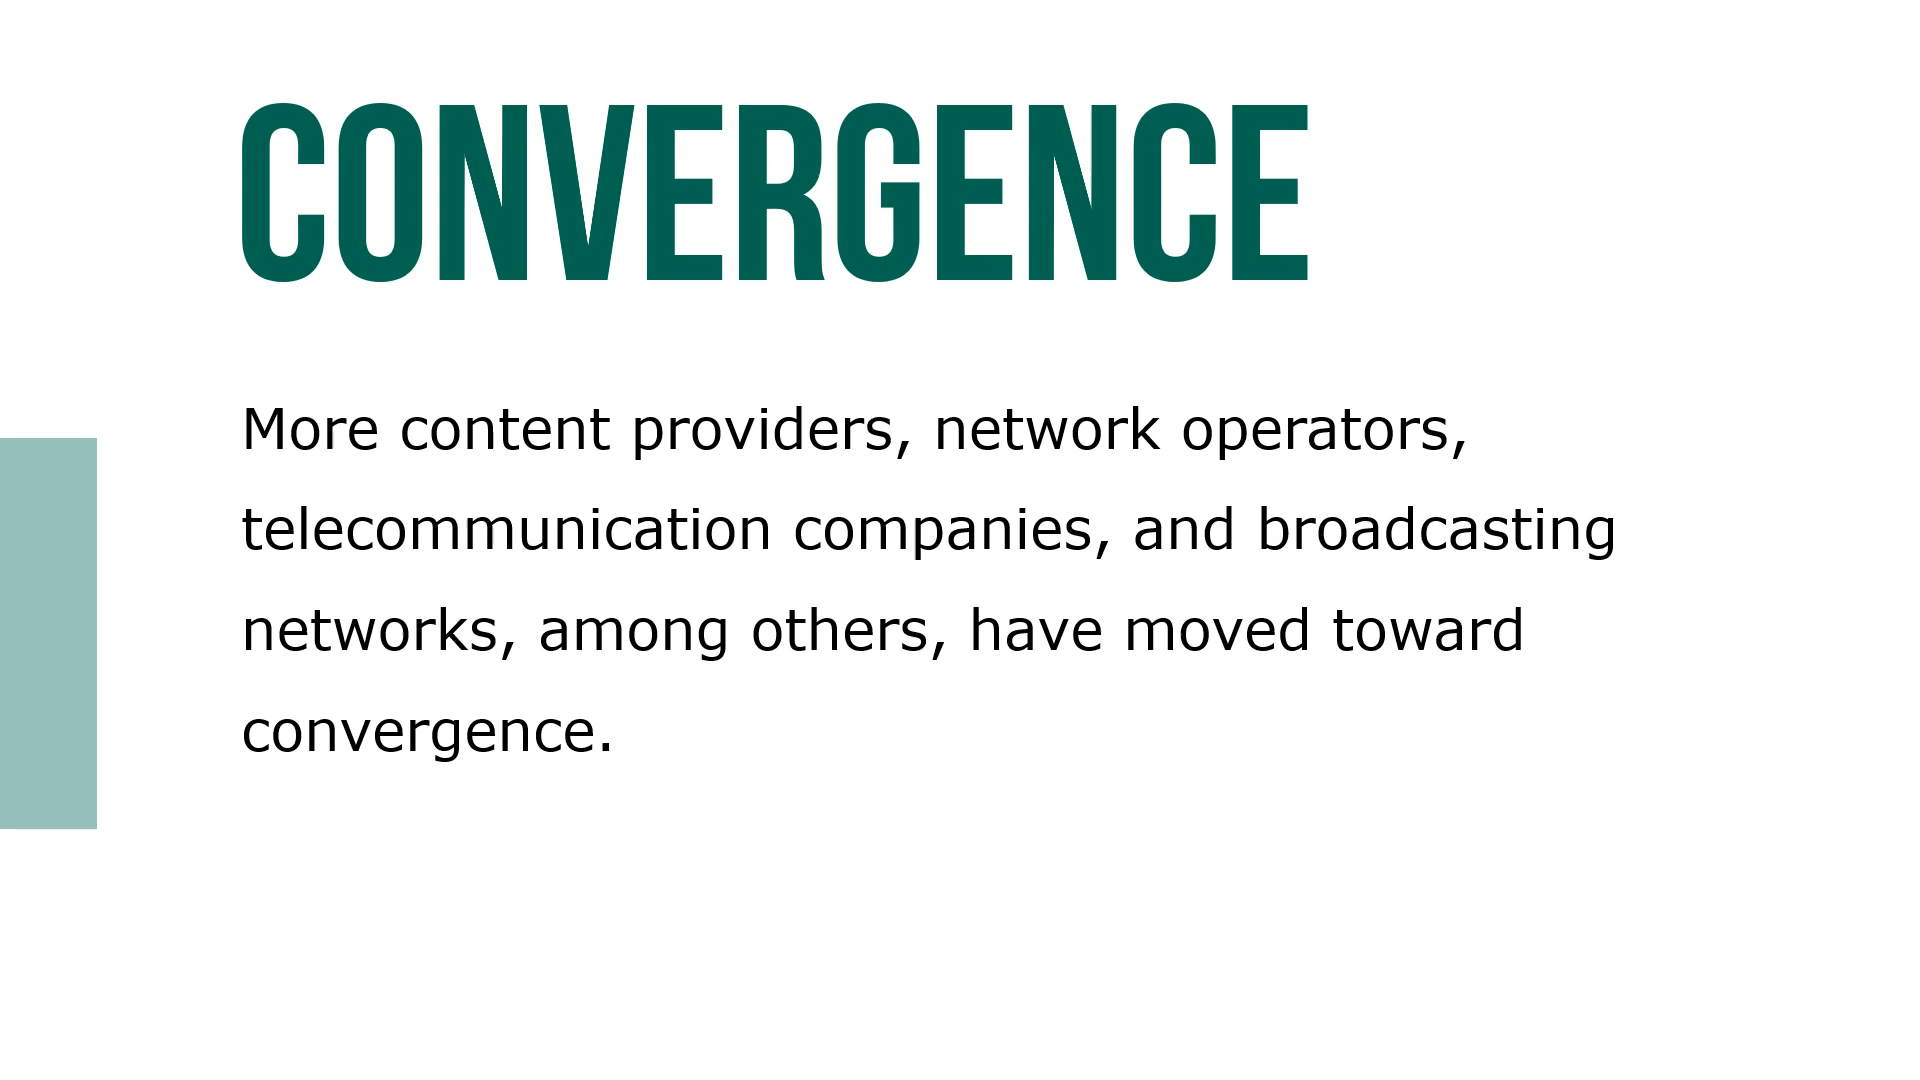 CONVERGENCE
More content providers, network operators,
telecommunication companies, and broadcasting
networks, among others, have moved toward
convergence.